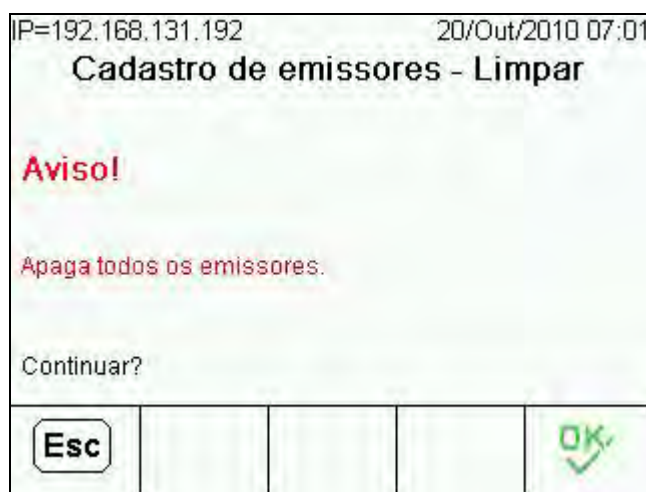 IP=192.168.131.192 20/Out/2010 07:01
Cadastro de emissores - Limpar
Aviso!
Apaga todos os emissores.
Continuar?
Esc OK